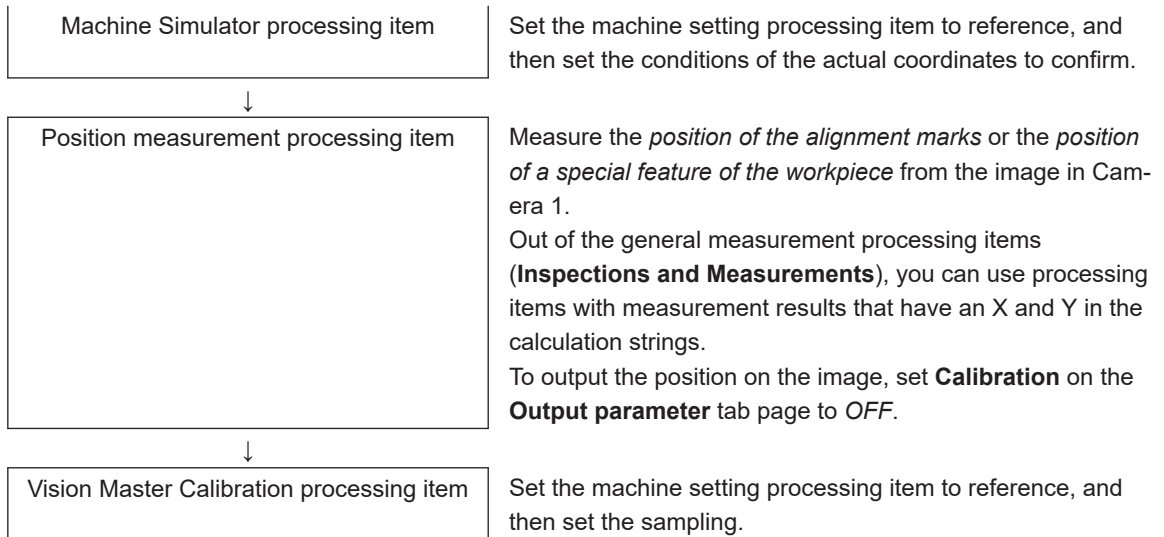 Machine Simulator processing item
Set the machine setting processing item to reference, and
then set the conditions of the actual coordinates to confirm.
↓
Position measurement processing item
Measure the position of the alignment marks or the position
of a special feature of the workpiece from the image in Cam-
era 1.
Out of the general measurement processing items
(Inspections and Measurements), you can use processing
items with measurement results that have an X and Y in the
calculation strings.
To output the position on the image, set Calibration on the
Output parameter tab page to OFF.
↓
Vision Master Calibration processing item
Set the machine setting processing item to reference, and
then set the sampling.